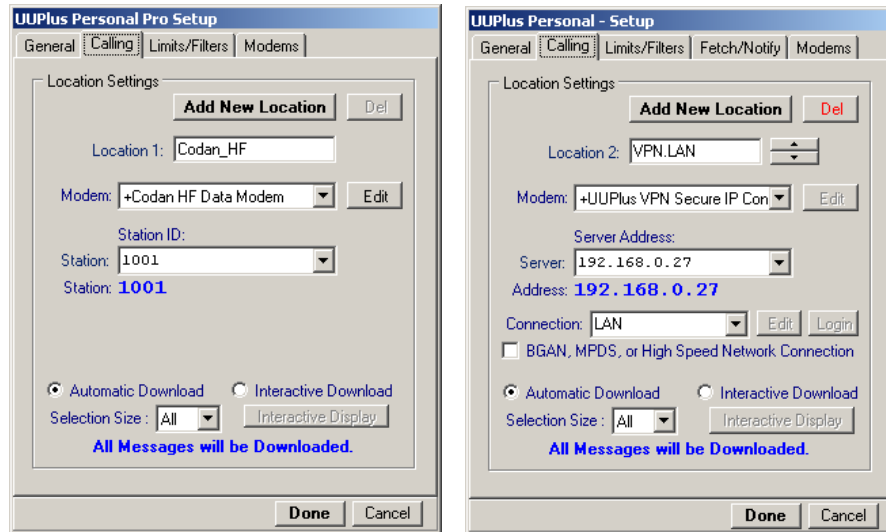 UUPlus Personal Pro Setup
General Calling Limits/Filters Modems
Location Settings
Add New Location Del
Location 1: Codan_HF
Modem: +Codan HF Data Modem Edit
Station ID:
Station: 1001
Station: 1001
Automatic Download Interactive Download
Selection Size : All Interactive Display
All Messages will be Downloaded.
Done Cancel
UUPlus Personal - Setup
General Calling Limits/Filters Fetch/Notify Modems
Location Settings
Add New Location Del
Location 2: VPN.LAN
Modem: +UUPlus VPN Secure IP Con Edit
Server Address:
Server: 192.168.0.27
Address: 192.168.0.27
Connection: LAN Edit Login
BGAN, MPDS, or High Speed Network Connection
Automatic Download Interactive Download
Selection Size : All Interactive Display
All Messages will be Downloaded.
Done Cancel